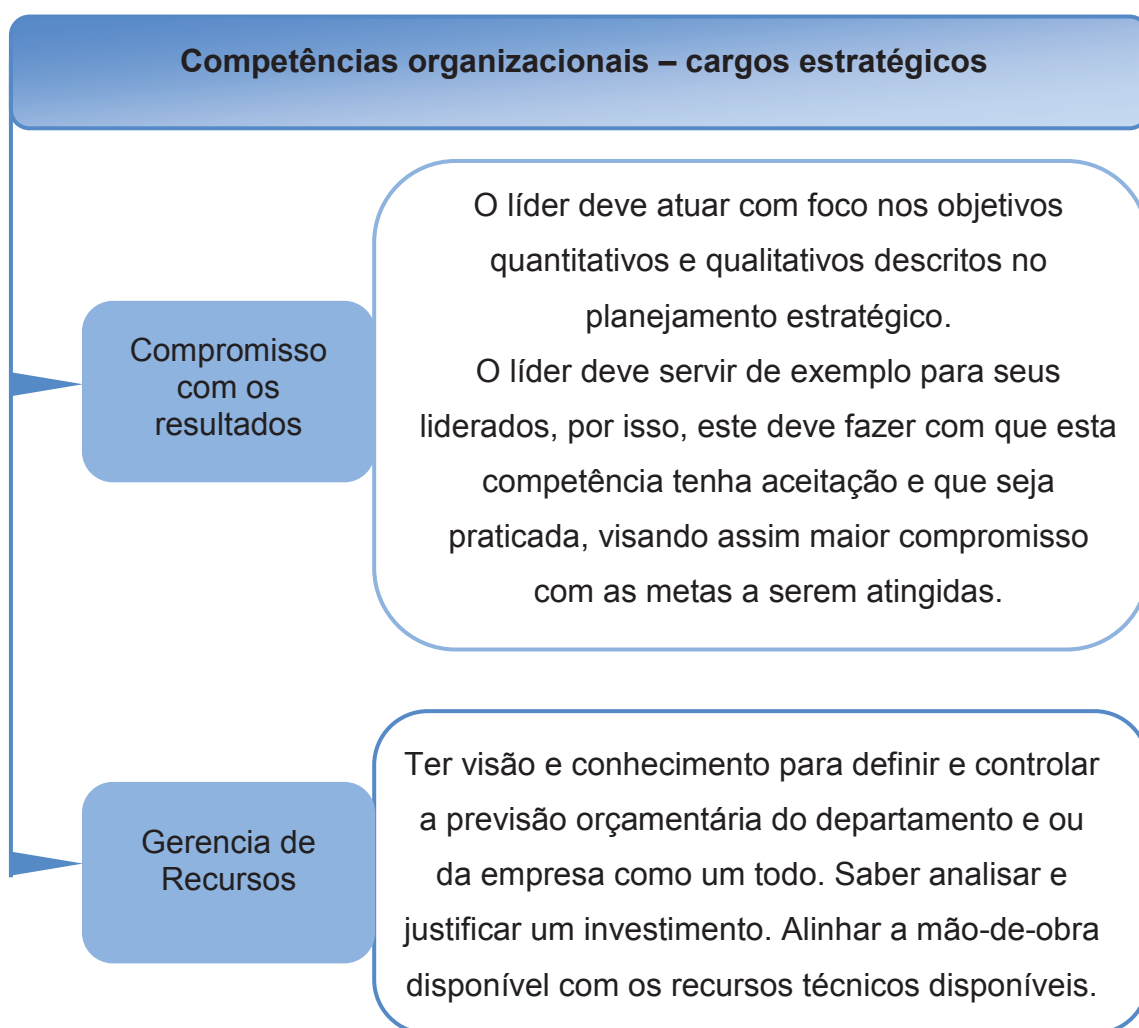 Competências organizacionais – cargos estratégicos
Compromisso
com os
resultados
O líder deve atuar com foco nos objetivos
quantitativos e qualitativos descritos no
planejamento estratégico.
O líder deve servir de exemplo para seus
liderados, por isso, este deve fazer com que esta
competência tenha aceitação e que seja
praticada, visando assim maior compromisso
com as metas a serem atingidas.
Gerencia de
Recursos
Ter visão e conhecimento para definir e controlar
a previsão orçamentária do departamento e ou
da empresa como um todo. Saber analisar e
justificar um investimento. Alinhar a mão-de-obra
disponível com os recursos técnicos disponíveis.